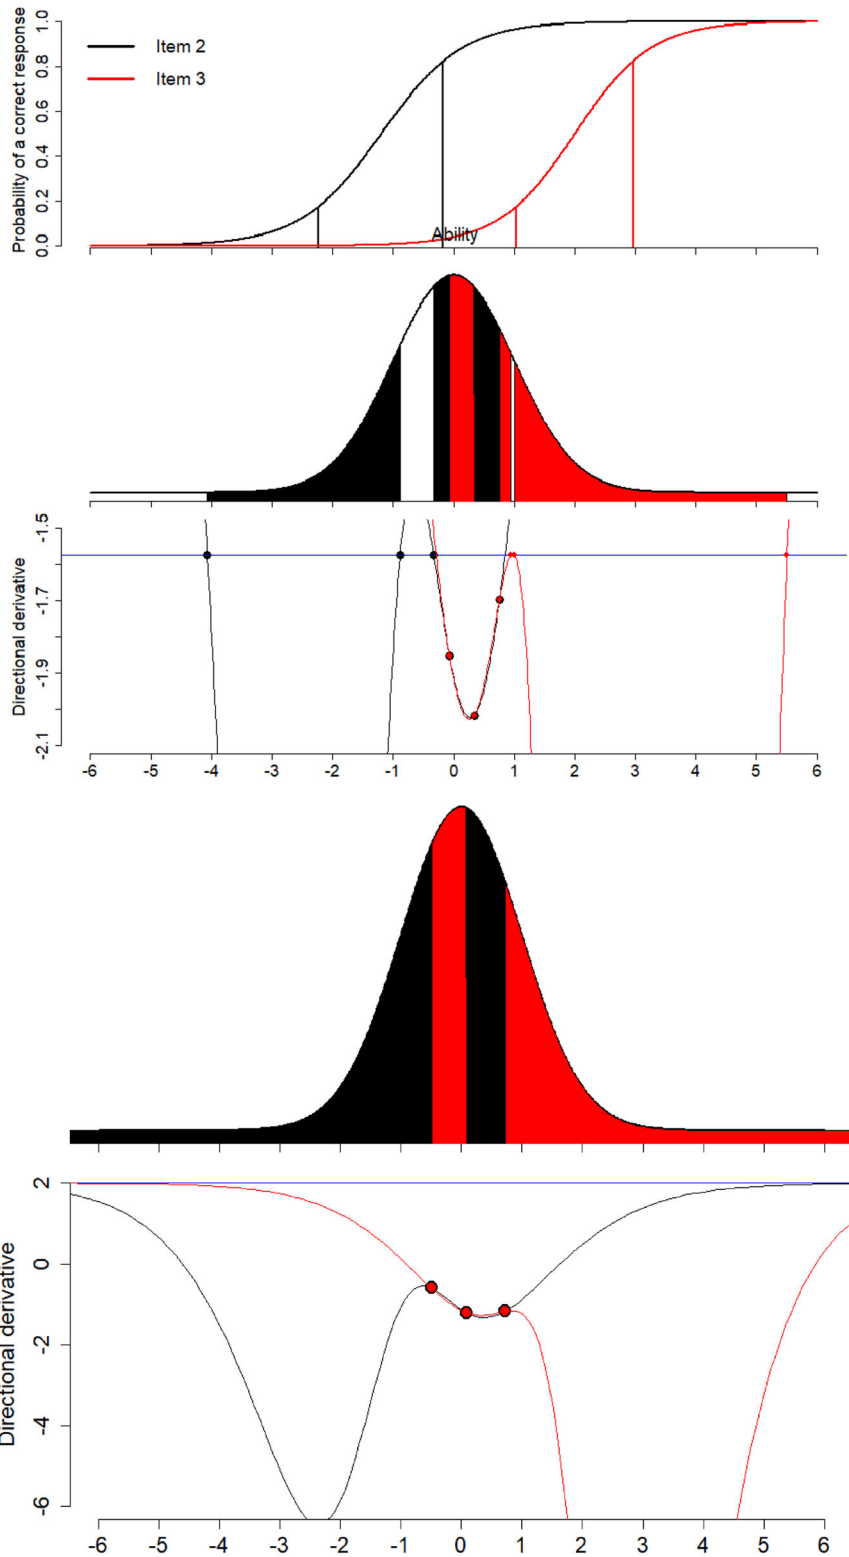 Probability of a correct response
1.0
0.8
0.6
0.4
0.2
0.0
Item 2
Item 3
Ability
Directional derivative
-1.5
-1.7
-1.9
-2.1
-6 -5 -4 -3 -2 -1 0 1 2 3 4 5 6
Directional derivative
2
0
-2
-4
-6
-6 -5 -4 -3 -2 -1 0 1 2 3 4 5 6